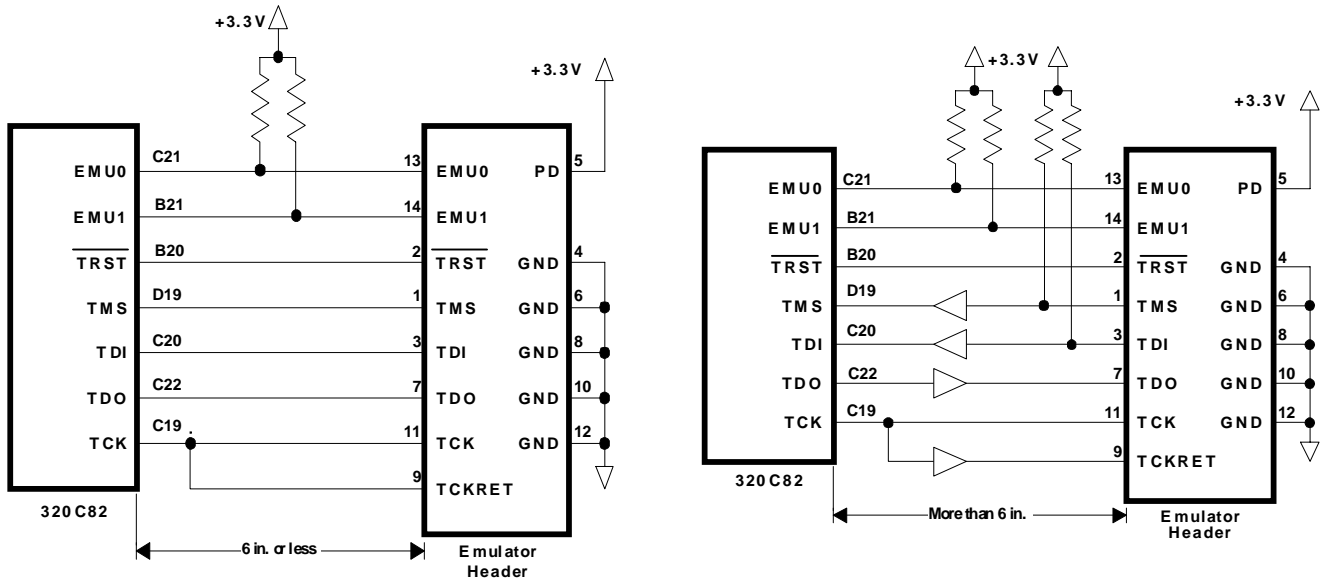 +3.3V
+3.3V
EMU0 C21 13 EMU0 PD 5
EMU1 B21 14 EMU1
TRST B20 2 TRST GND 4
TMS D19 1 TMS GND 6
TDI C20 3 TDI GND 8
TDO C22 7 TDO GND 10
TCK C19 11 TCK GND 12
9 TCKRET
320C82
6 in. or less
Emulator
Header
+3.3V
+3.3V
EMU0 C21 13 EMU0 PD 5
EMU1 B21 14 EMU1
TRST B20 2 TRST GND 4
TMS D19 1 TMS GND 6
TDI C20 3 TDI GND 8
TDO C22 7 TDO GND 10
TCK C19 11 TCK GND 12
9 TCKRET
320C82
More than 6 in.
Emulator
Header